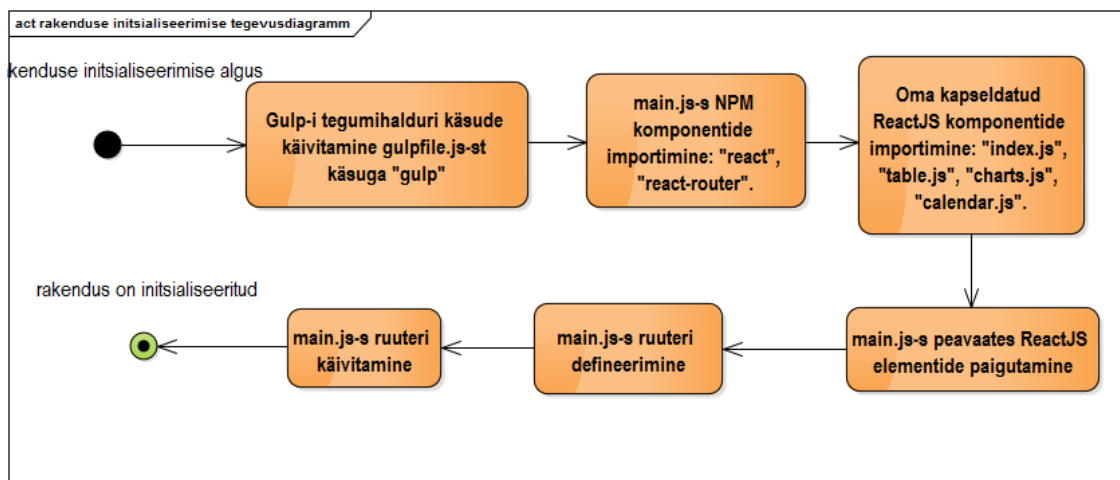 act rakenduse initsialiseerimise tegevusdiagramm
kenduse initsialiseerimise algus
Gulp-i tegumihalduri käsude
käivitamine gulpfile.js-st
käsuga "gulp"
main.js-s NPM
komponentide
importimine: "react",
"react-router".
Oma kapseldatud
ReactJS komponentide
importimine: "index.js",
"table.js", "charts.js",
"calendar.js".
rakendus on initsialiseeritud
main.js-s ruuteri
käivitamine
main.js-s ruuteri
defineerimine
main.js-s peavaates ReactJS
elementide paigutamine